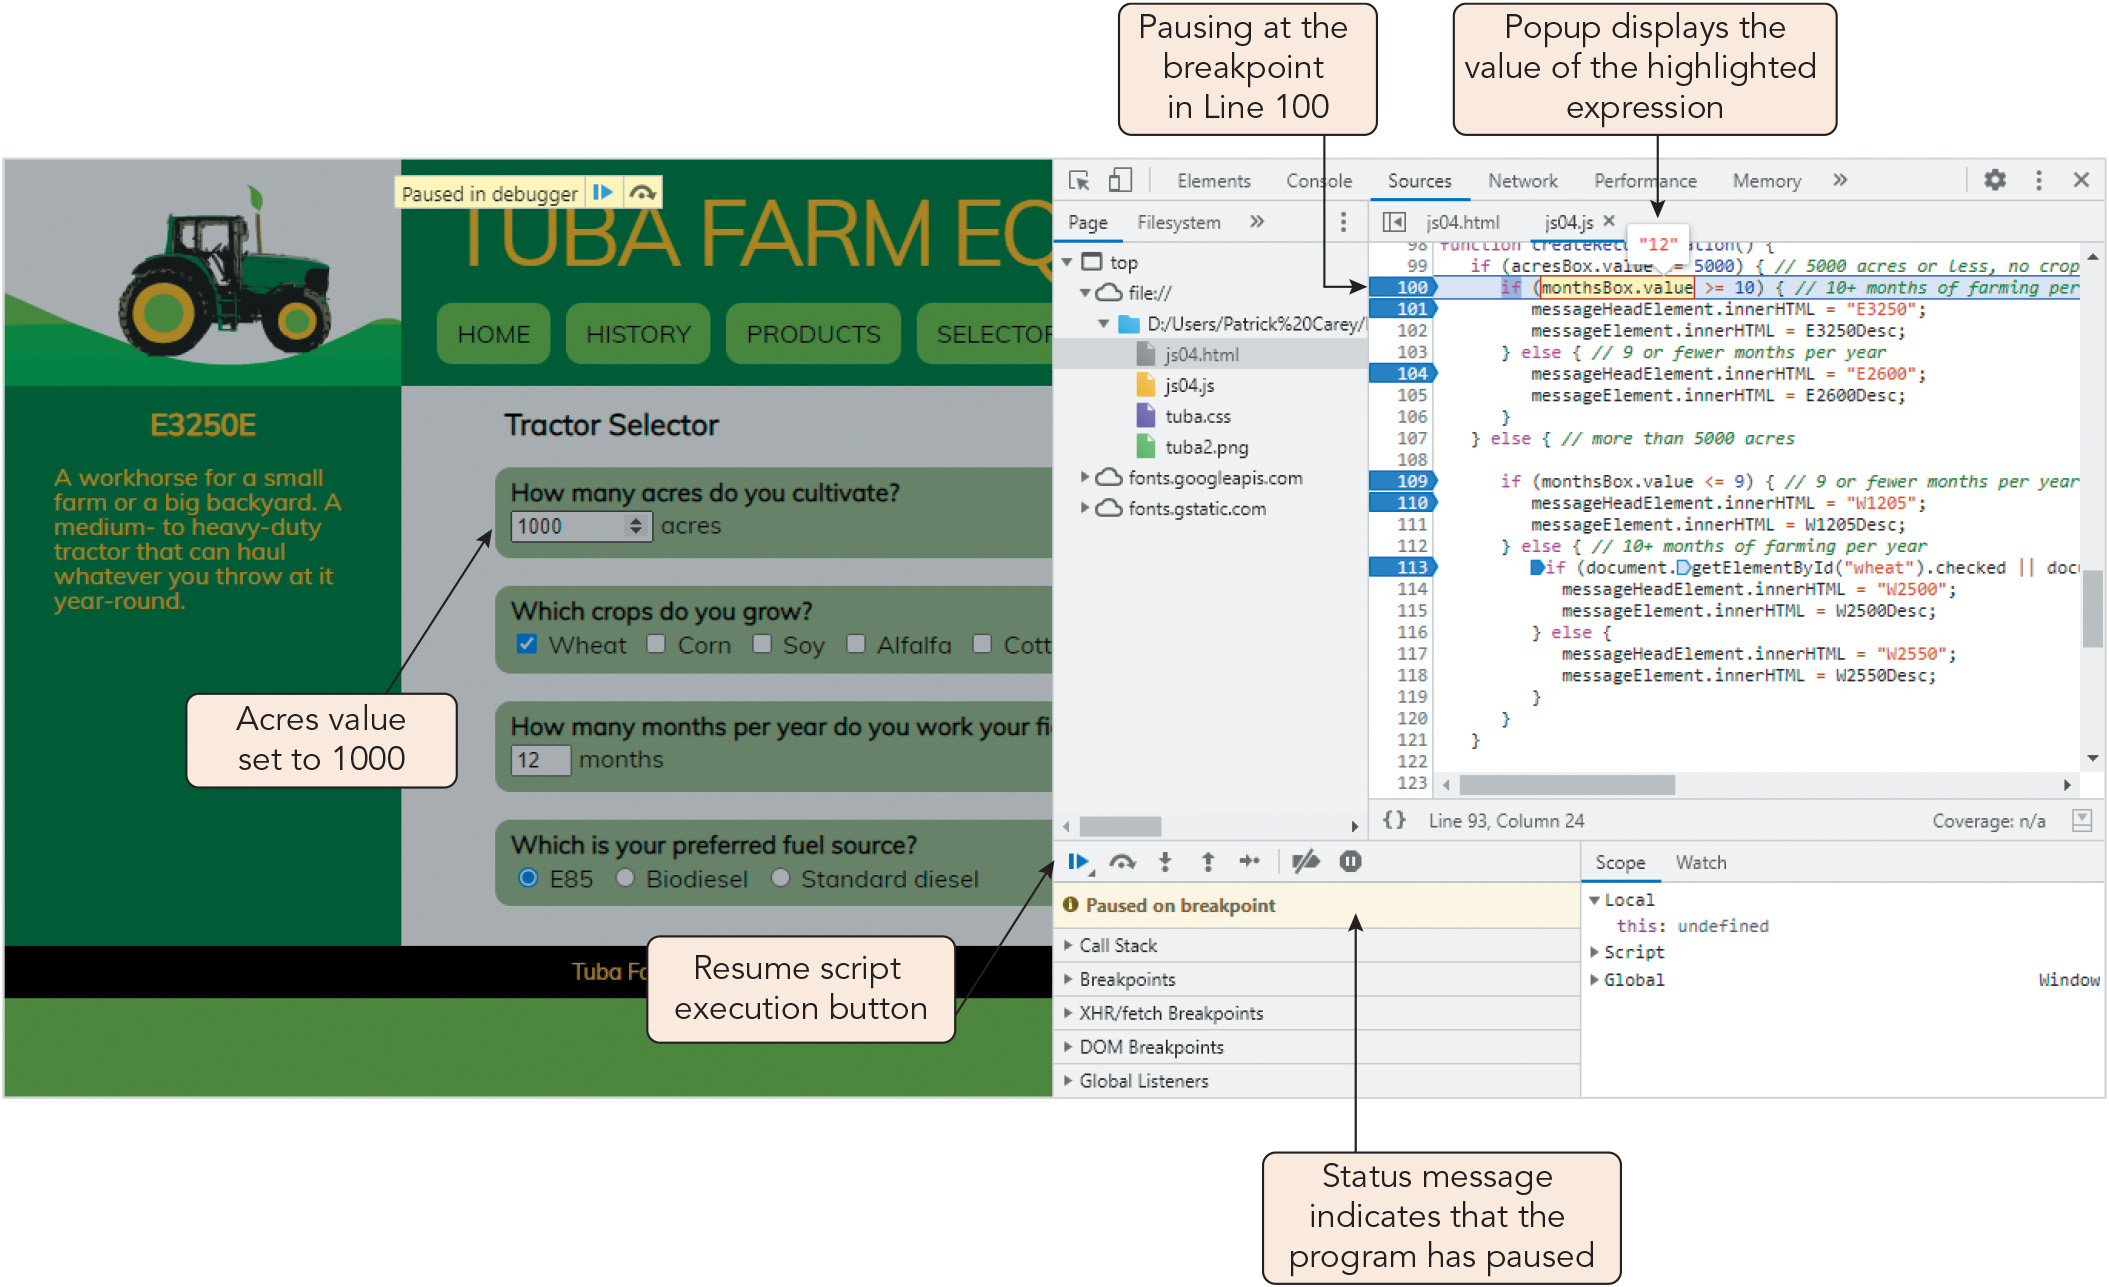 Pausing at the
breakpoint
in Line 100
Popup displays the
value of the highlighted
expression
Paused in debugger
TUBA FARM EQ
HOME
HISTORY
PRODUCTS
SELECTOR
E3250E
A workhorse for a small
farm or a big backyard. A
medium- to heavy-duty
tractor that can haul
whatever you throw at it
year-round.
Tractor Selector
How many acres do you cultivate?
1000 acres
Which crops do you grow?
Wheat Corn Soy Alfalfa Cott
How many months per year do you work your fi
12 months
Which is your preferred fuel source?
E85 Biodiesel Standard diesel
Tuba Fa
Acres value
set to 1000
Resume script
execution button
Elements Console Sources Network Performance Memory »
Page Filesystem »
top
file://
D:/Users/Patrick%20Carey/
js04.html
js04.js
tuba.css
tuba2.png
fonts.googleapis.com
fonts.gstatic.com
js04.html js04.js ×
"12"
98 function createRec ation() {
99 if (acresBox.value = 5000) { // 5000 acres or less, no crop
100 if (monthsBox.value >= 10) { // 10+ months of farming per
101 messageHeadElement.innerHTML = "E3250";
102 messageElement.innerHTML = E3250Desc;
103 } else { // 9 or fewer months per year
104 messageHeadElement.innerHTML = "E2600";
105 messageElement.innerHTML = E2600Desc;
106 }
107 } else { // more than 5000 acres
108
109 if (monthsBox.value <= 9) { // 9 or fewer months per year
110 messageHeadElement.innerHTML = "W1205";
111 messageElement.innerHTML = W1205Desc;
112 } else { // 10+ months of farming per year
113 if (document.getElementById("wheat").checked || doc
114 messageHeadElement.innerHTML = "W2500";
115 messageElement.innerHTML = W2500Desc;
116 } else {
117 messageHeadElement.innerHTML = "W2550";
118 messageElement.innerHTML = W2550Desc;
119 }
120 }
121 }
122
123
{} Line 93, Column 24 Coverage: n/a
Paused on breakpoint
Call Stack
Breakpoints
XHR/fetch Breakpoints
DOM Breakpoints
Global Listeners
Scope Watch
Local
this: undefined
Script
Global Window
Status message
indicates that the
program has paused